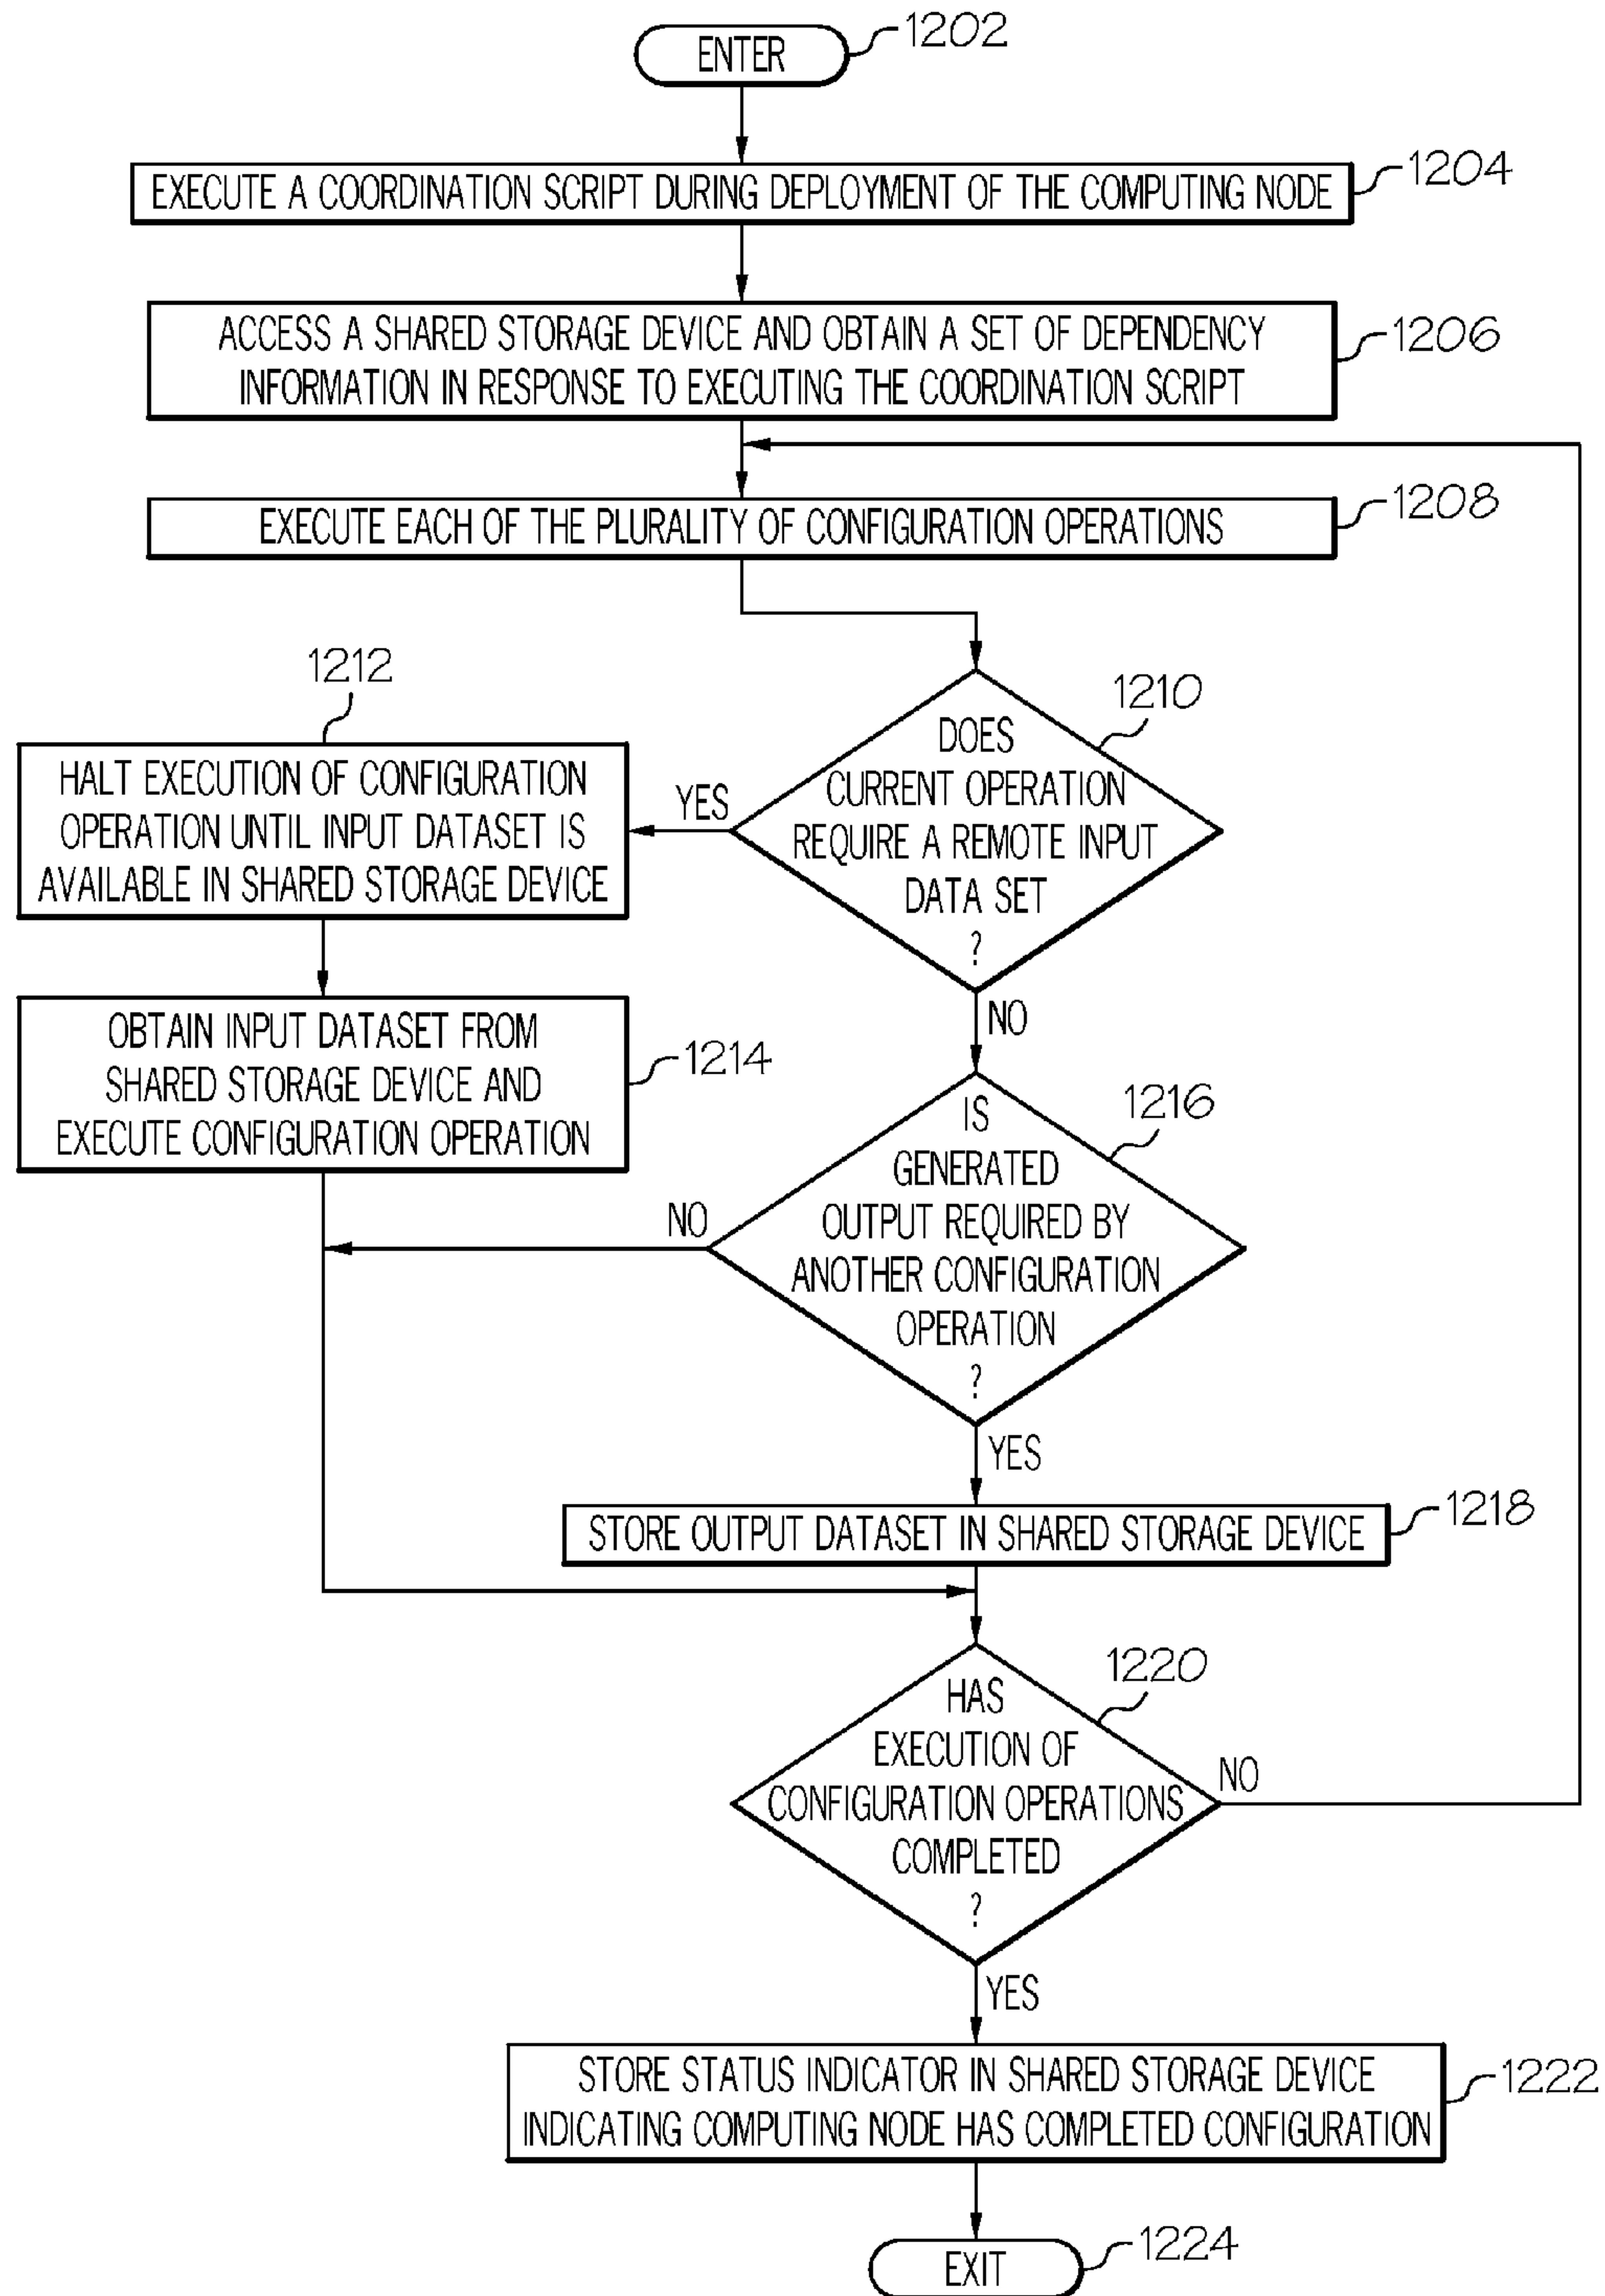 ENTER
1202
EXECUTE A COORDINATION SCRIPT DURING DEPLOYMENT OF THE COMPUTING NODE
1204
ACCESS A SHARED STORAGE DEVICE AND OBTAIN A SET OF DEPENDENCY
INFORMATION IN RESPONSE TO EXECUTING THE COORDINATION SCRIPT
1206
EXECUTE EACH OF THE PLURALITY OF CONFIGURATION OPERATIONS
1208
DOES
CURRENT OPERATION
REQUIRE A REMOTE INPUT
DATA SET
?
1210
YES
1212
HALT EXECUTION OF CONFIGURATION
OPERATION UNTIL INPUT DATASET IS
AVAILABLE IN SHARED STORAGE DEVICE
OBTAIN INPUT DATASET FROM
SHARED STORAGE DEVICE AND
EXECUTE CONFIGURATION OPERATION
1214
NO
IS
GENERATED
OUTPUT REQUIRED BY
ANOTHER CONFIGURATION
OPERATION
?
1216
NO
YES
STORE OUTPUT DATASET IN SHARED STORAGE DEVICE
1218
HAS
EXECUTION OF
CONFIGURATION OPERATIONS
COMPLETED
?
1220
NO
YES
STORE STATUS INDICATOR IN SHARED STORAGE DEVICE
INDICATING COMPUTING NODE HAS COMPLETED CONFIGURATION
1222
EXIT
1224